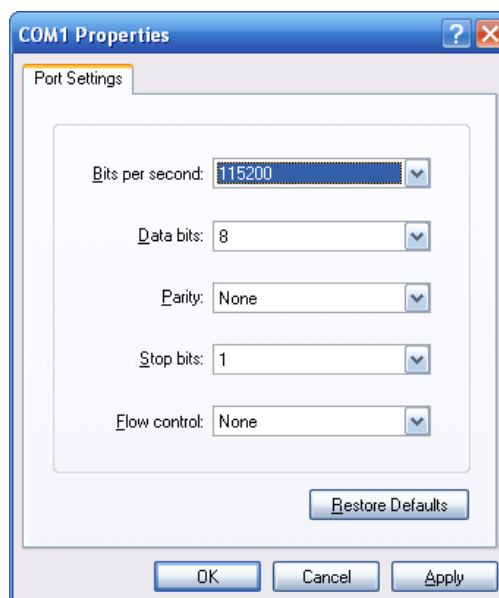 COM1 Properties
Port Settings
Bits per second: 115200
Data bits: 8
Parity: None
Stop bits: 1
Flow control: None
Restore Defaults
OK Cancel Apply